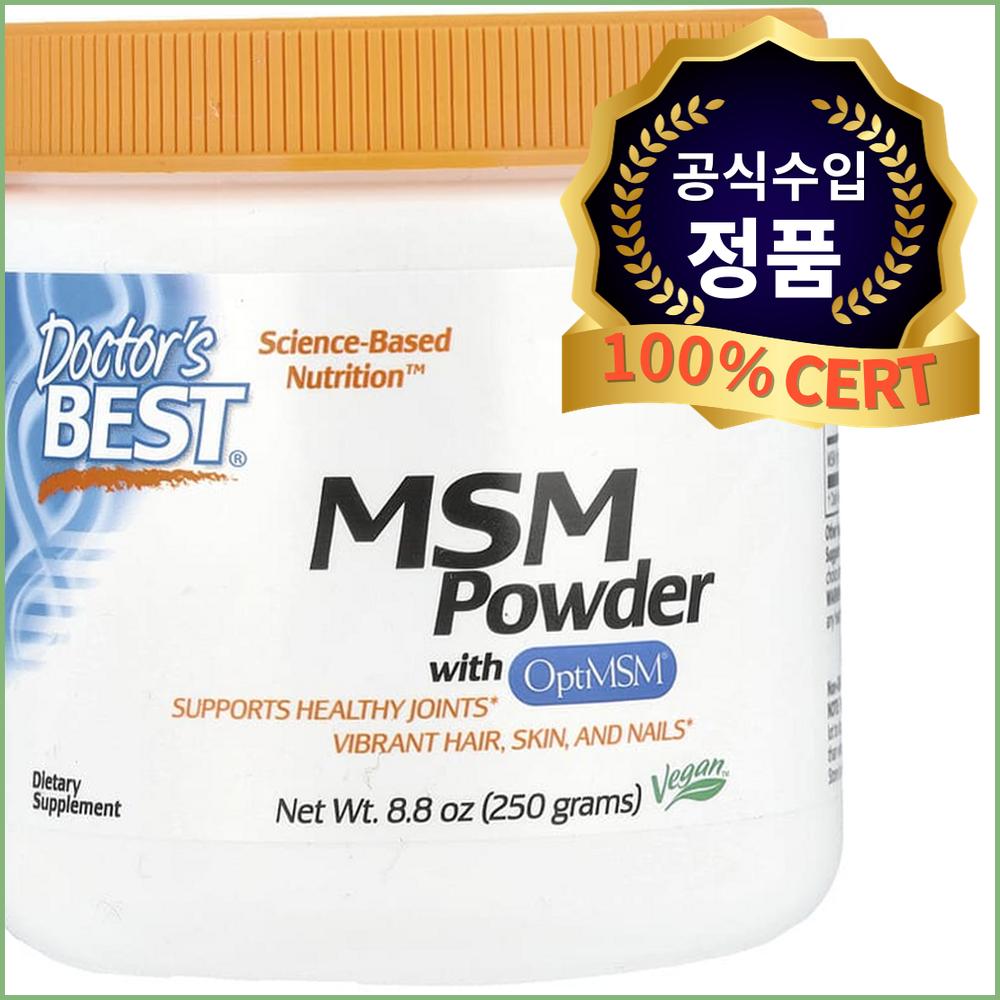 공식수입
정품
100% CERT
Doctor's
BEST®
Science-Based
Nutrition™
MSM
Powder
with OptiMSM®
SUPPORTS HEALTHY JOINTS*
VIBRANT HAIR, SKIN, AND NAILS*
Dietary
Supplement
Net Wt. 8.8 oz (250 grams)
Vegan™